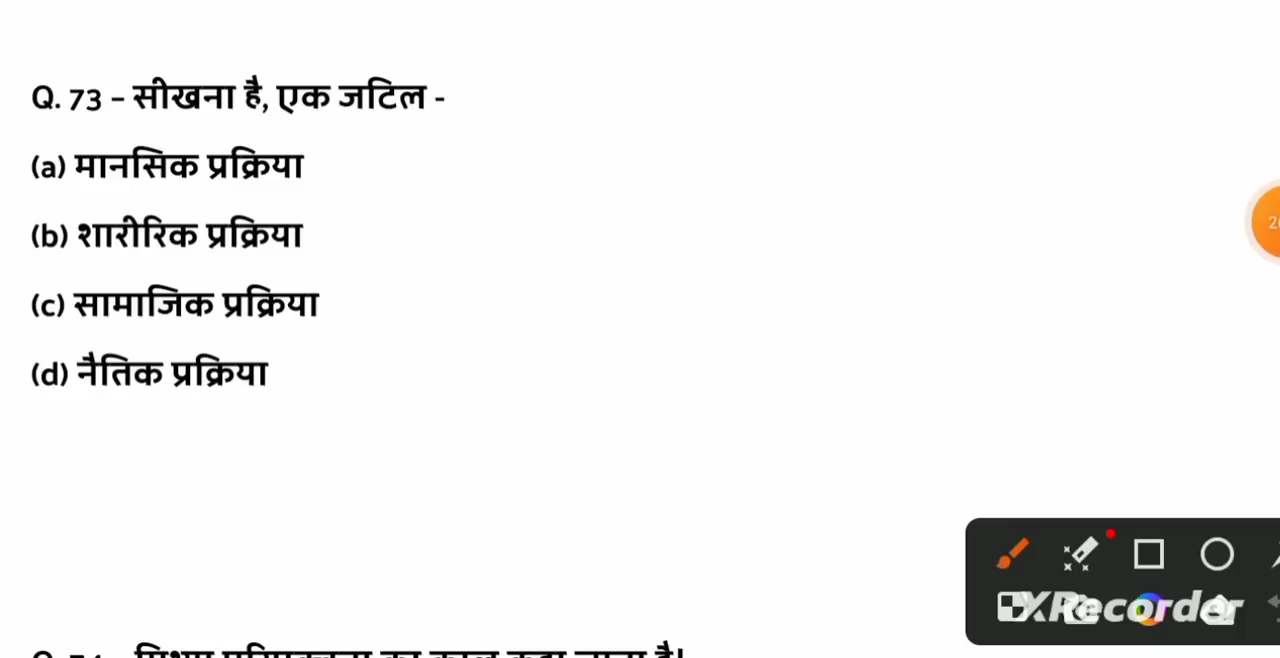 Q. 73 – सीखना है, एक जटिल -
(a) मानसिक प्रक्रिया
(b) शारीरिक प्रक्रिया
(c) सामाजिक प्रक्रिया
(d) नैतिक प्रक्रिया
XRecorder